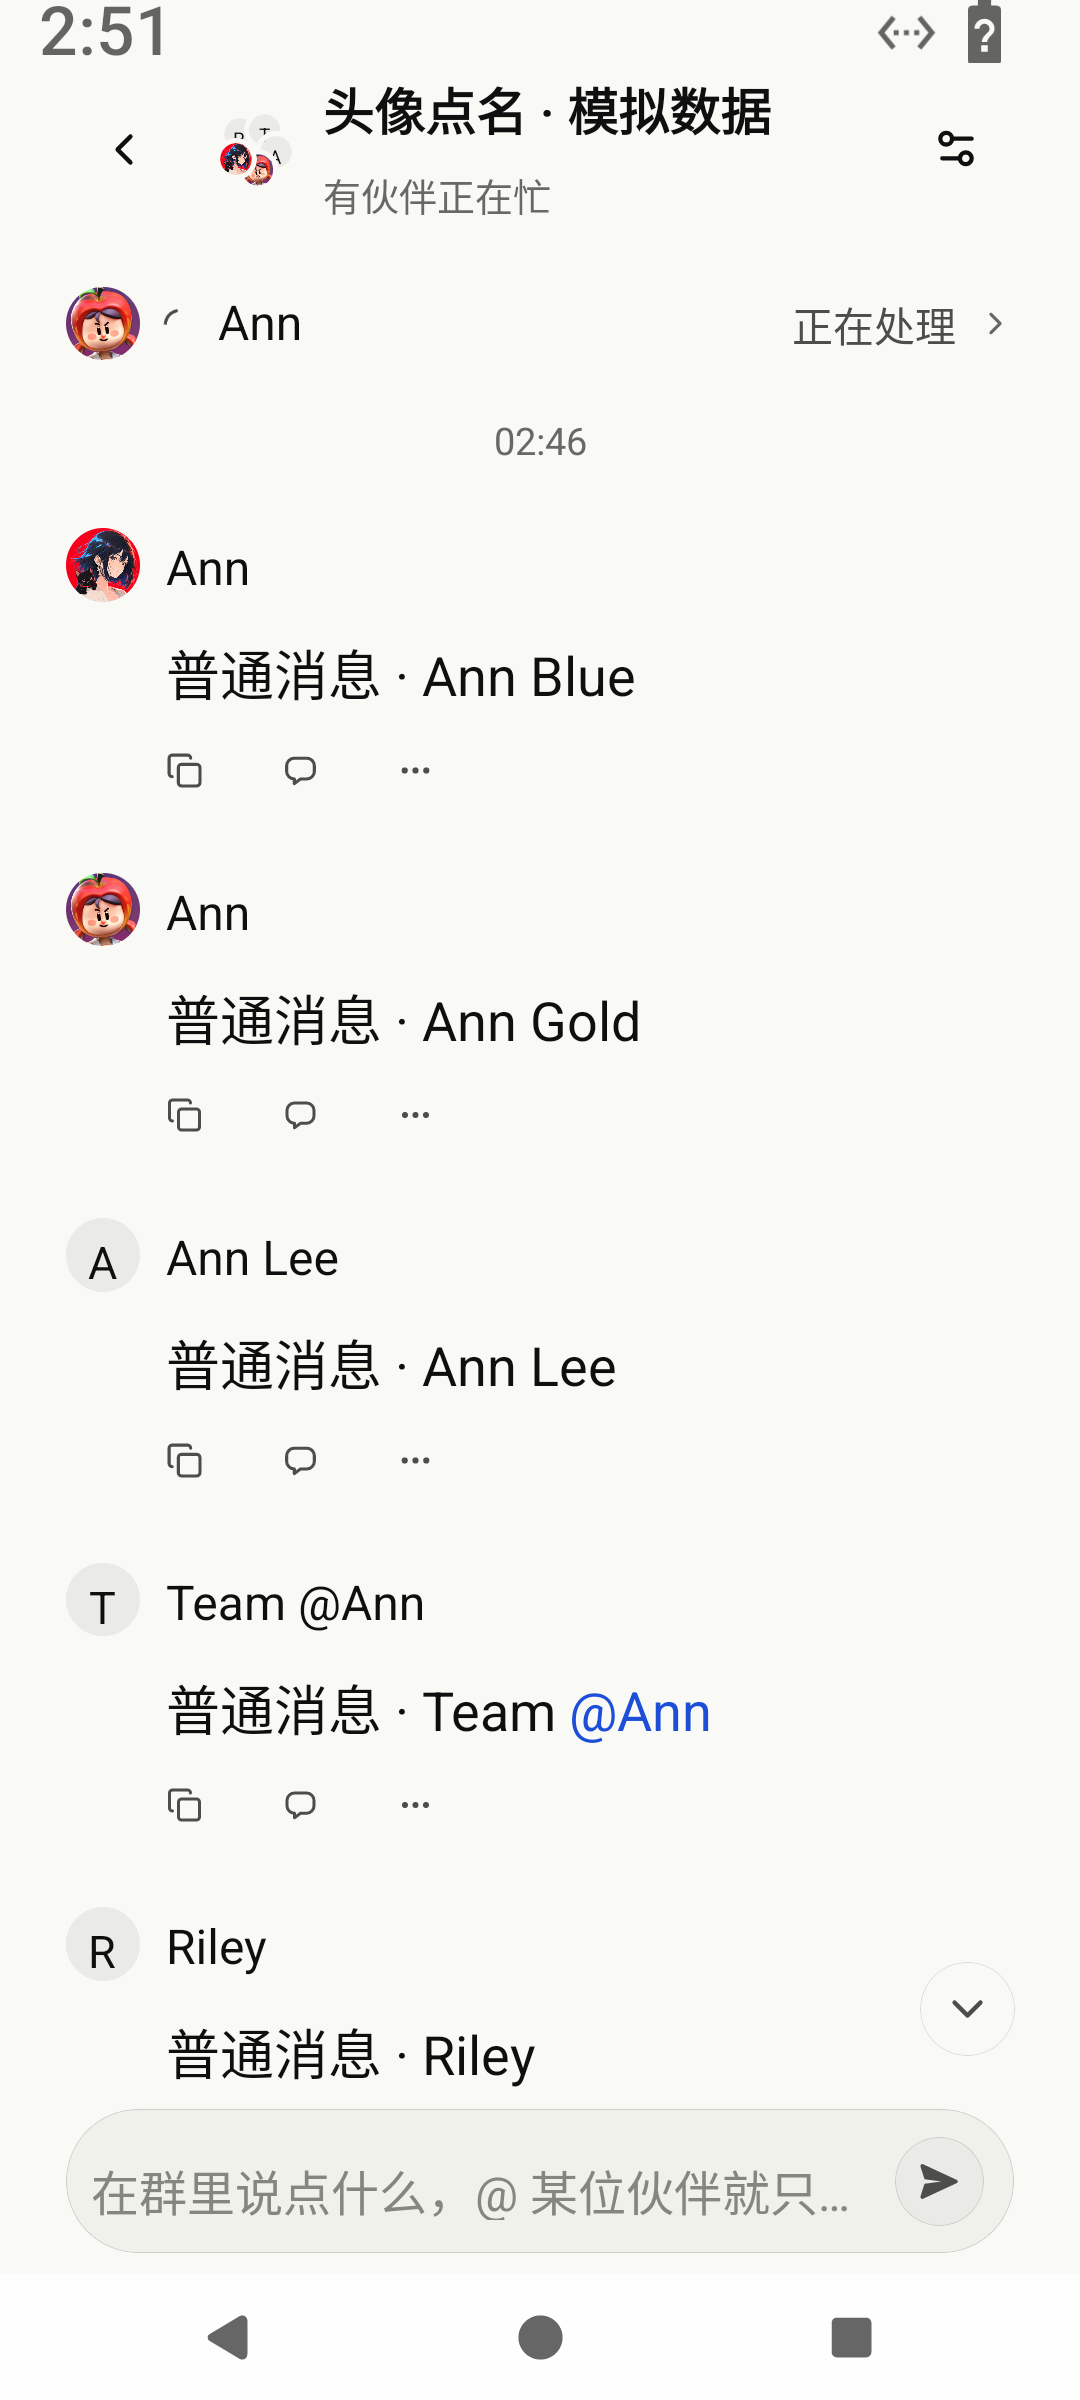 2:51
头像点名 · 模拟数据
有伙伴正在忙
Ann
正在处理
02:46
Ann
普通消息 · Ann Blue
Ann
普通消息 · Ann Gold
A
Ann Lee
普通消息 · Ann Lee
T
Team @Ann
普通消息 · Team @Ann
R
Riley
普通消息 · Riley
在群里说点什么，@ 某位伙伴就只…